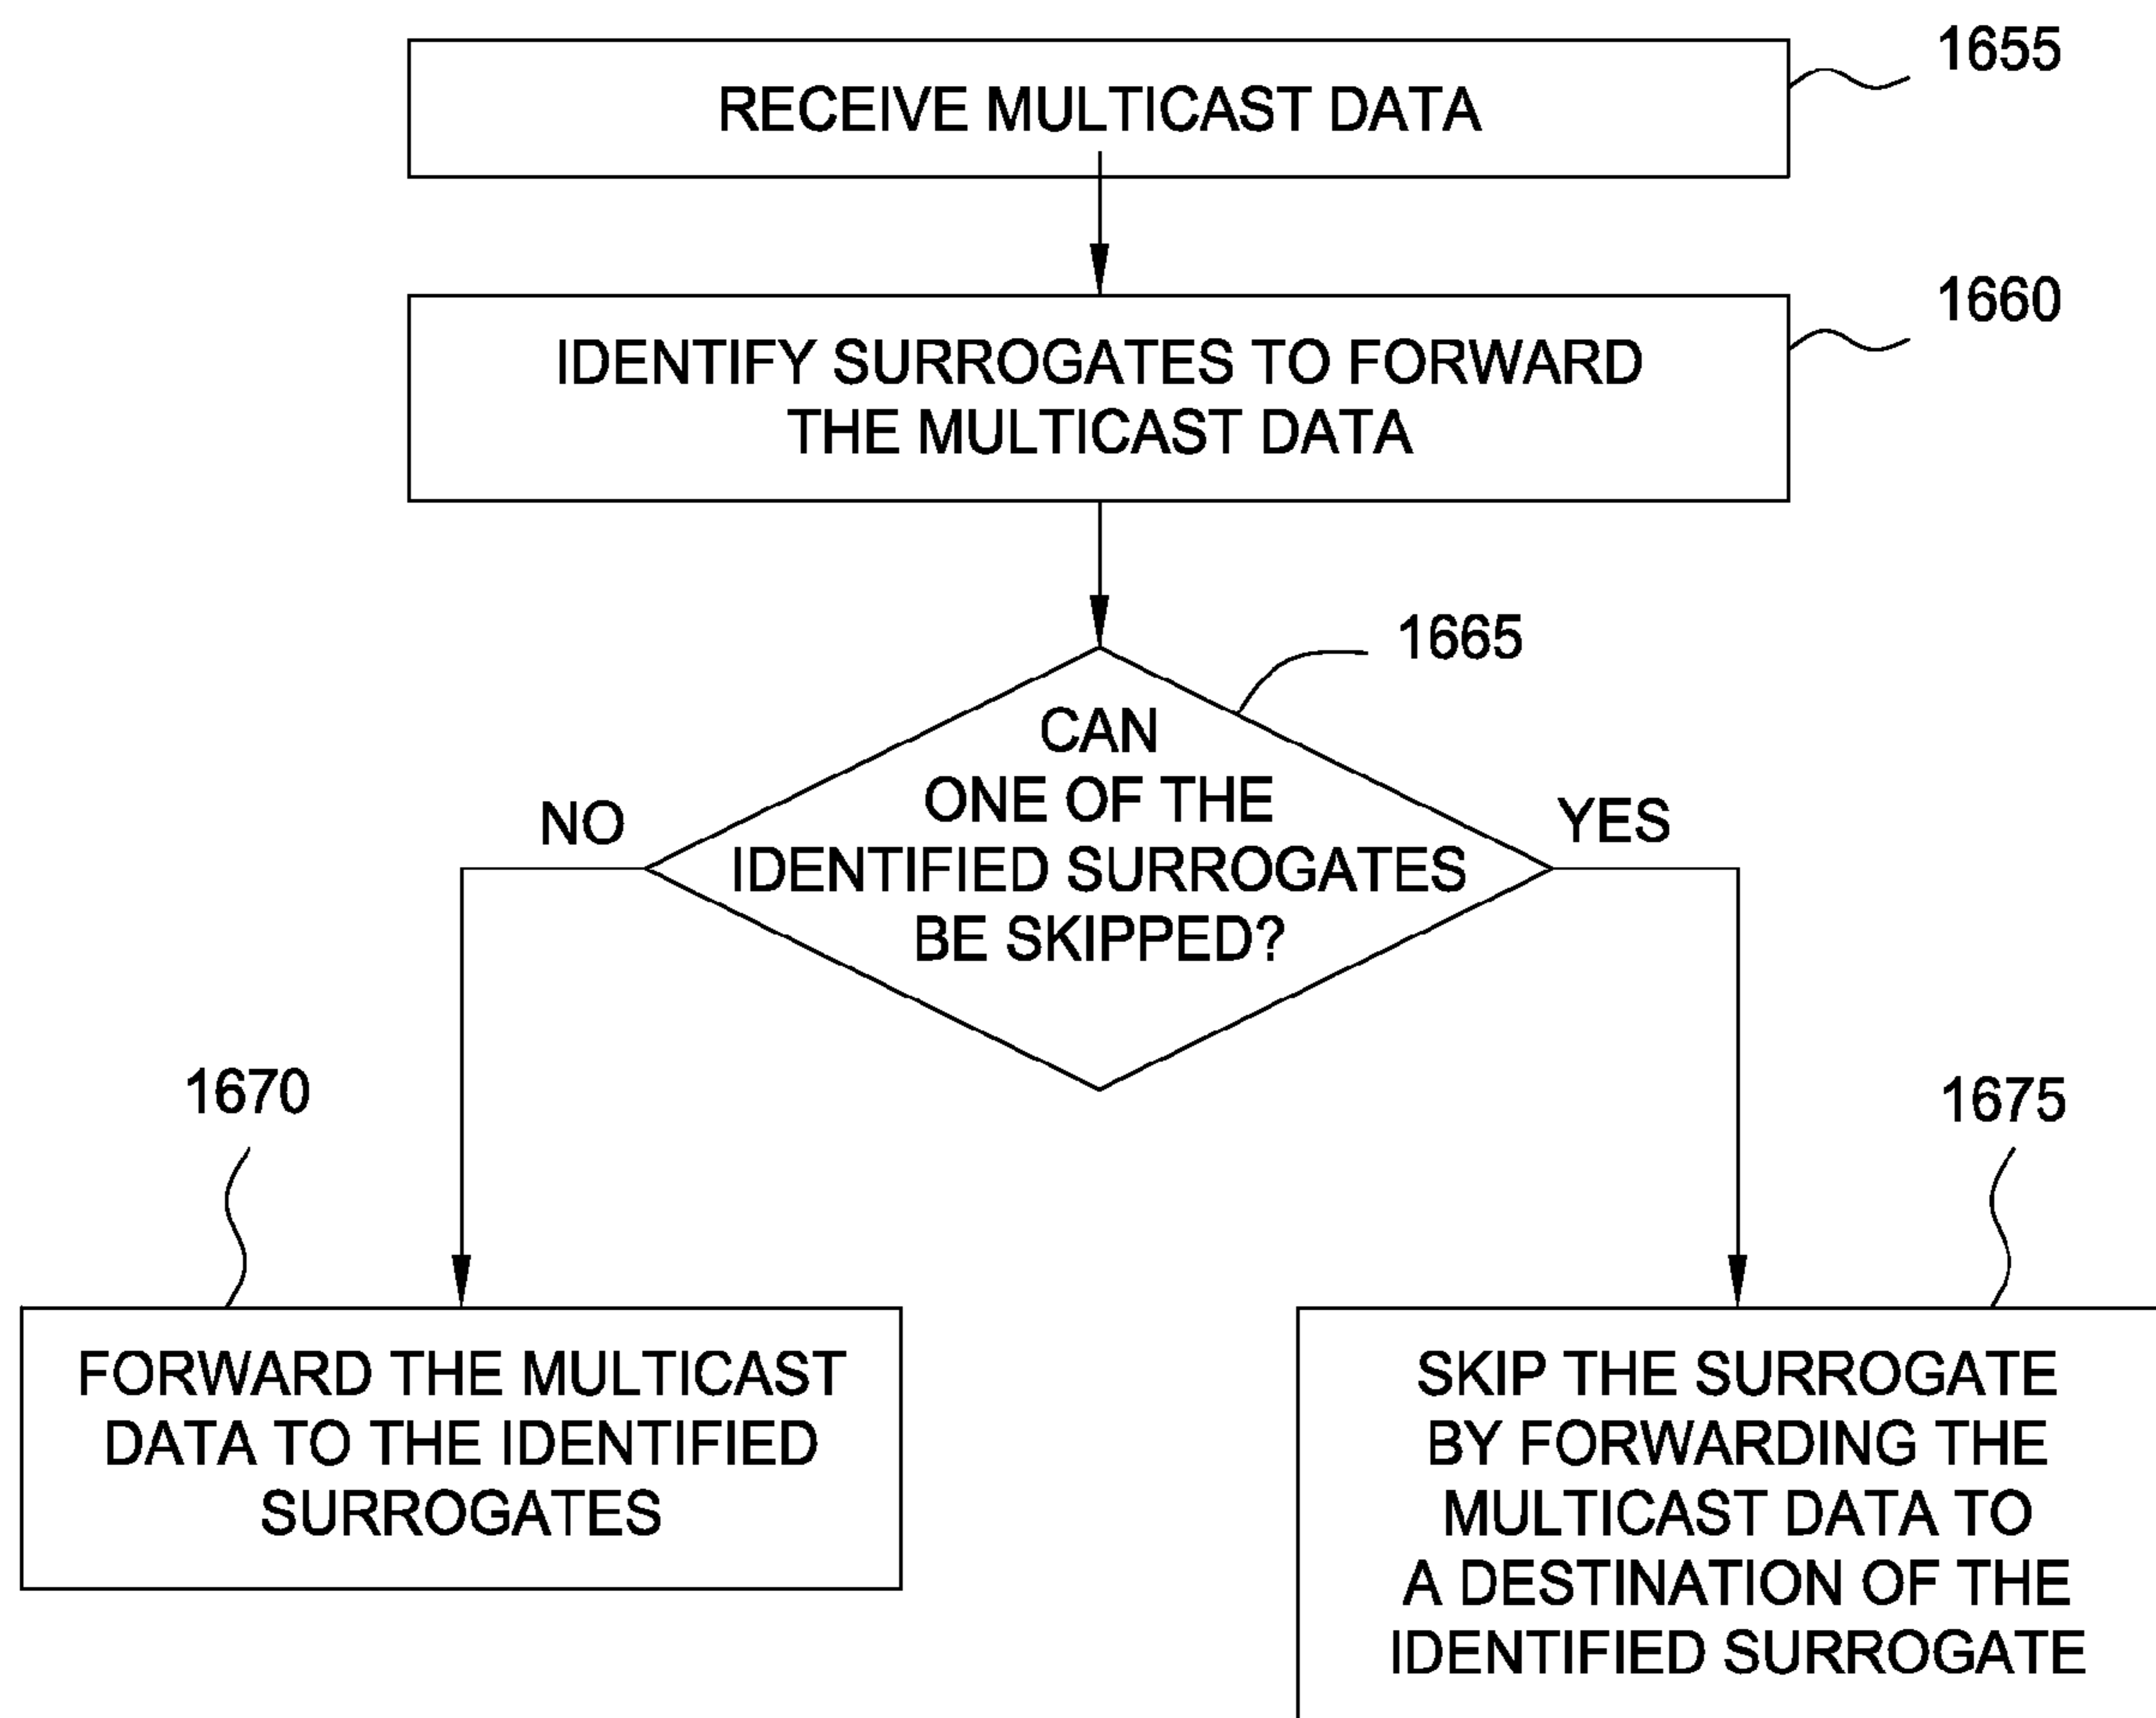 1655
RECEIVE MULTICAST DATA
1660
IDENTIFY SURROGATES TO FORWARD
THE MULTICAST DATA
1665
CAN
ONE OF THE
IDENTIFIED SURROGATES
BE SKIPPED?
NO
YES
1670
FORWARD THE MULTICAST
DATA TO THE IDENTIFIED
SURROGATES
1675
SKIP THE SURROGATE
BY FORWARDING THE
MULTICAST DATA TO
A DESTINATION OF THE
IDENTIFIED SURROGATE